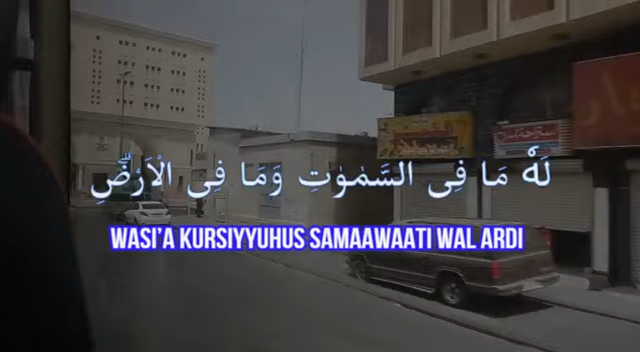 لَهٗ مَا فِى السَّمٰوٰتِ وَمَا فِى الْاَرْضِۗ
WASI'A KURSIYYUHUS SAMAAWAATI WAL ARDI